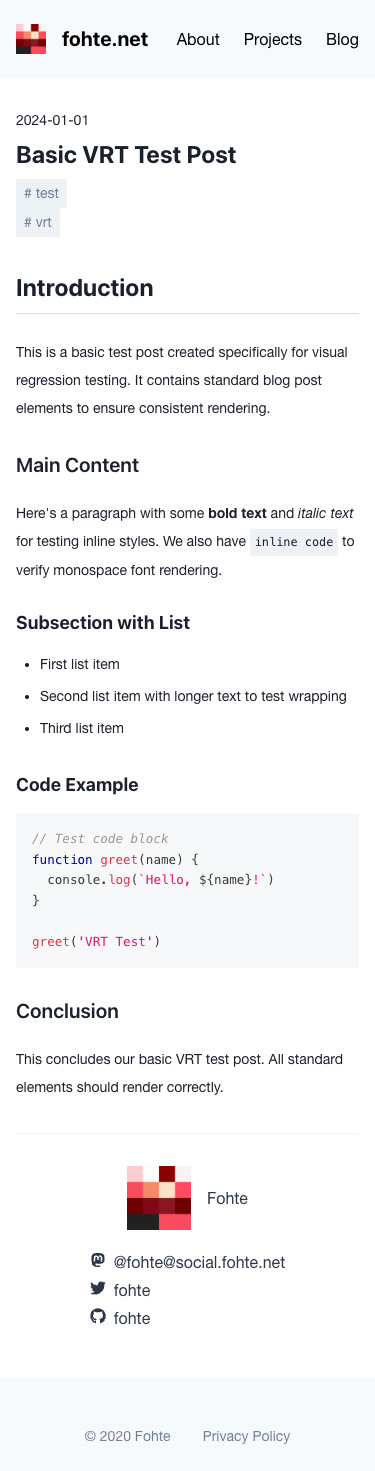 fohte.net About Projects Blog
2024-01-01
Basic VRT Test Post
# test
# vrt
Introduction
This is a basic test post created specifically for visual
regression testing. It contains standard blog post
elements to ensure consistent rendering.
Main Content
Here's a paragraph with some bold text and italic text
for testing inline styles. We also have inline code to
verify monospace font rendering.
Subsection with List
• First list item
• Second list item with longer text to test wrapping
• Third list item
Code Example
// Test code block
function greet(name) {
  console.log(`Hello, ${name}!`)
}
greet('VRT Test')
Conclusion
This concludes our basic VRT test post. All standard
elements should render correctly.
Fohte
@fohte@social.fohte.net
fohte
fohte
© 2020 Fohte Privacy Policy